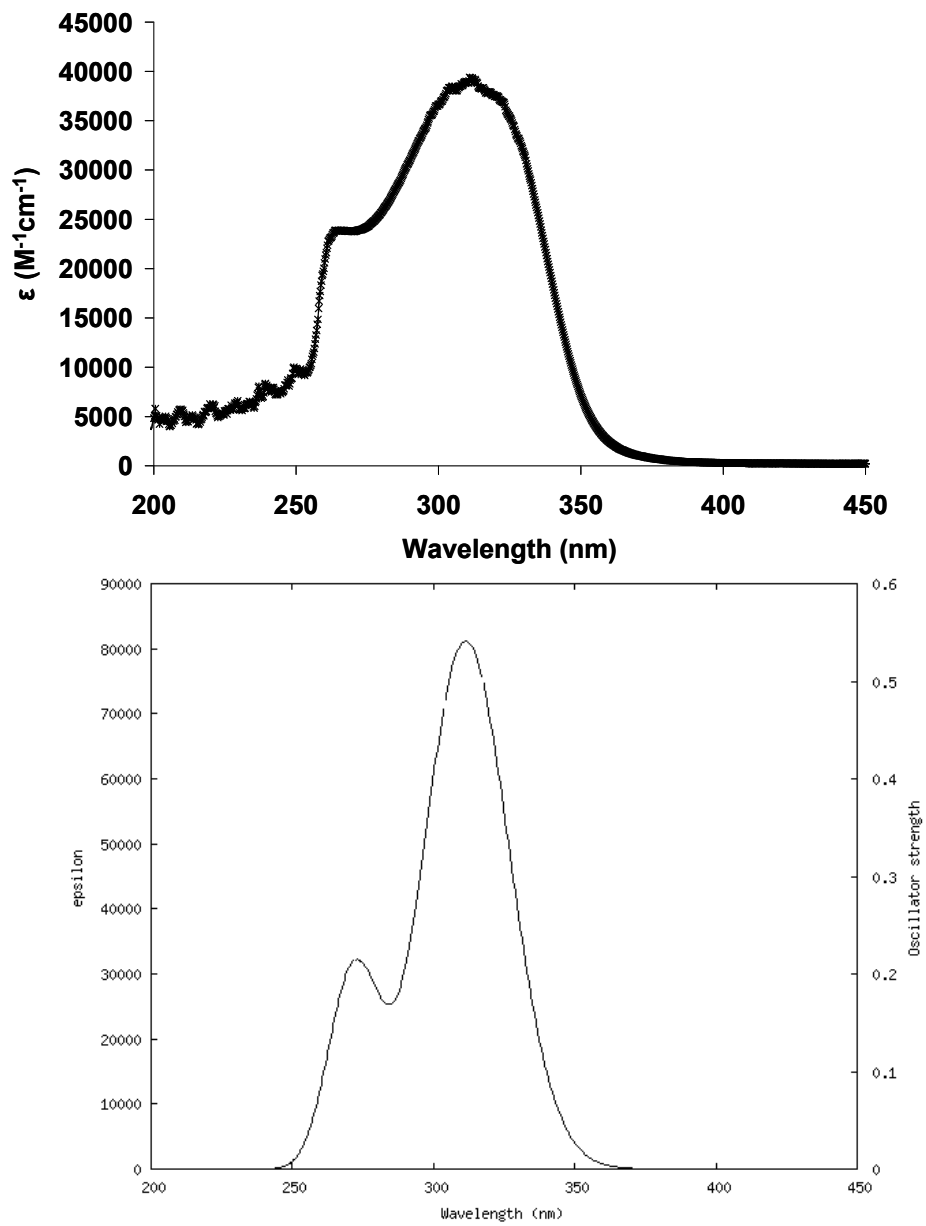 45000
40000
35000
30000
25000
20000
15000
10000
5000
0
ε (M-1cm-1)
200 250 300 350 400 450
Wavelength (nm)
90000 0.6
80000
70000 0.5
60000 0.4
50000
epsilon
40000 0.3
Oscillator strength
30000 0.2
20000
10000 0.1
0 0
200 250 300 350 400 450
Wavelength (nm)